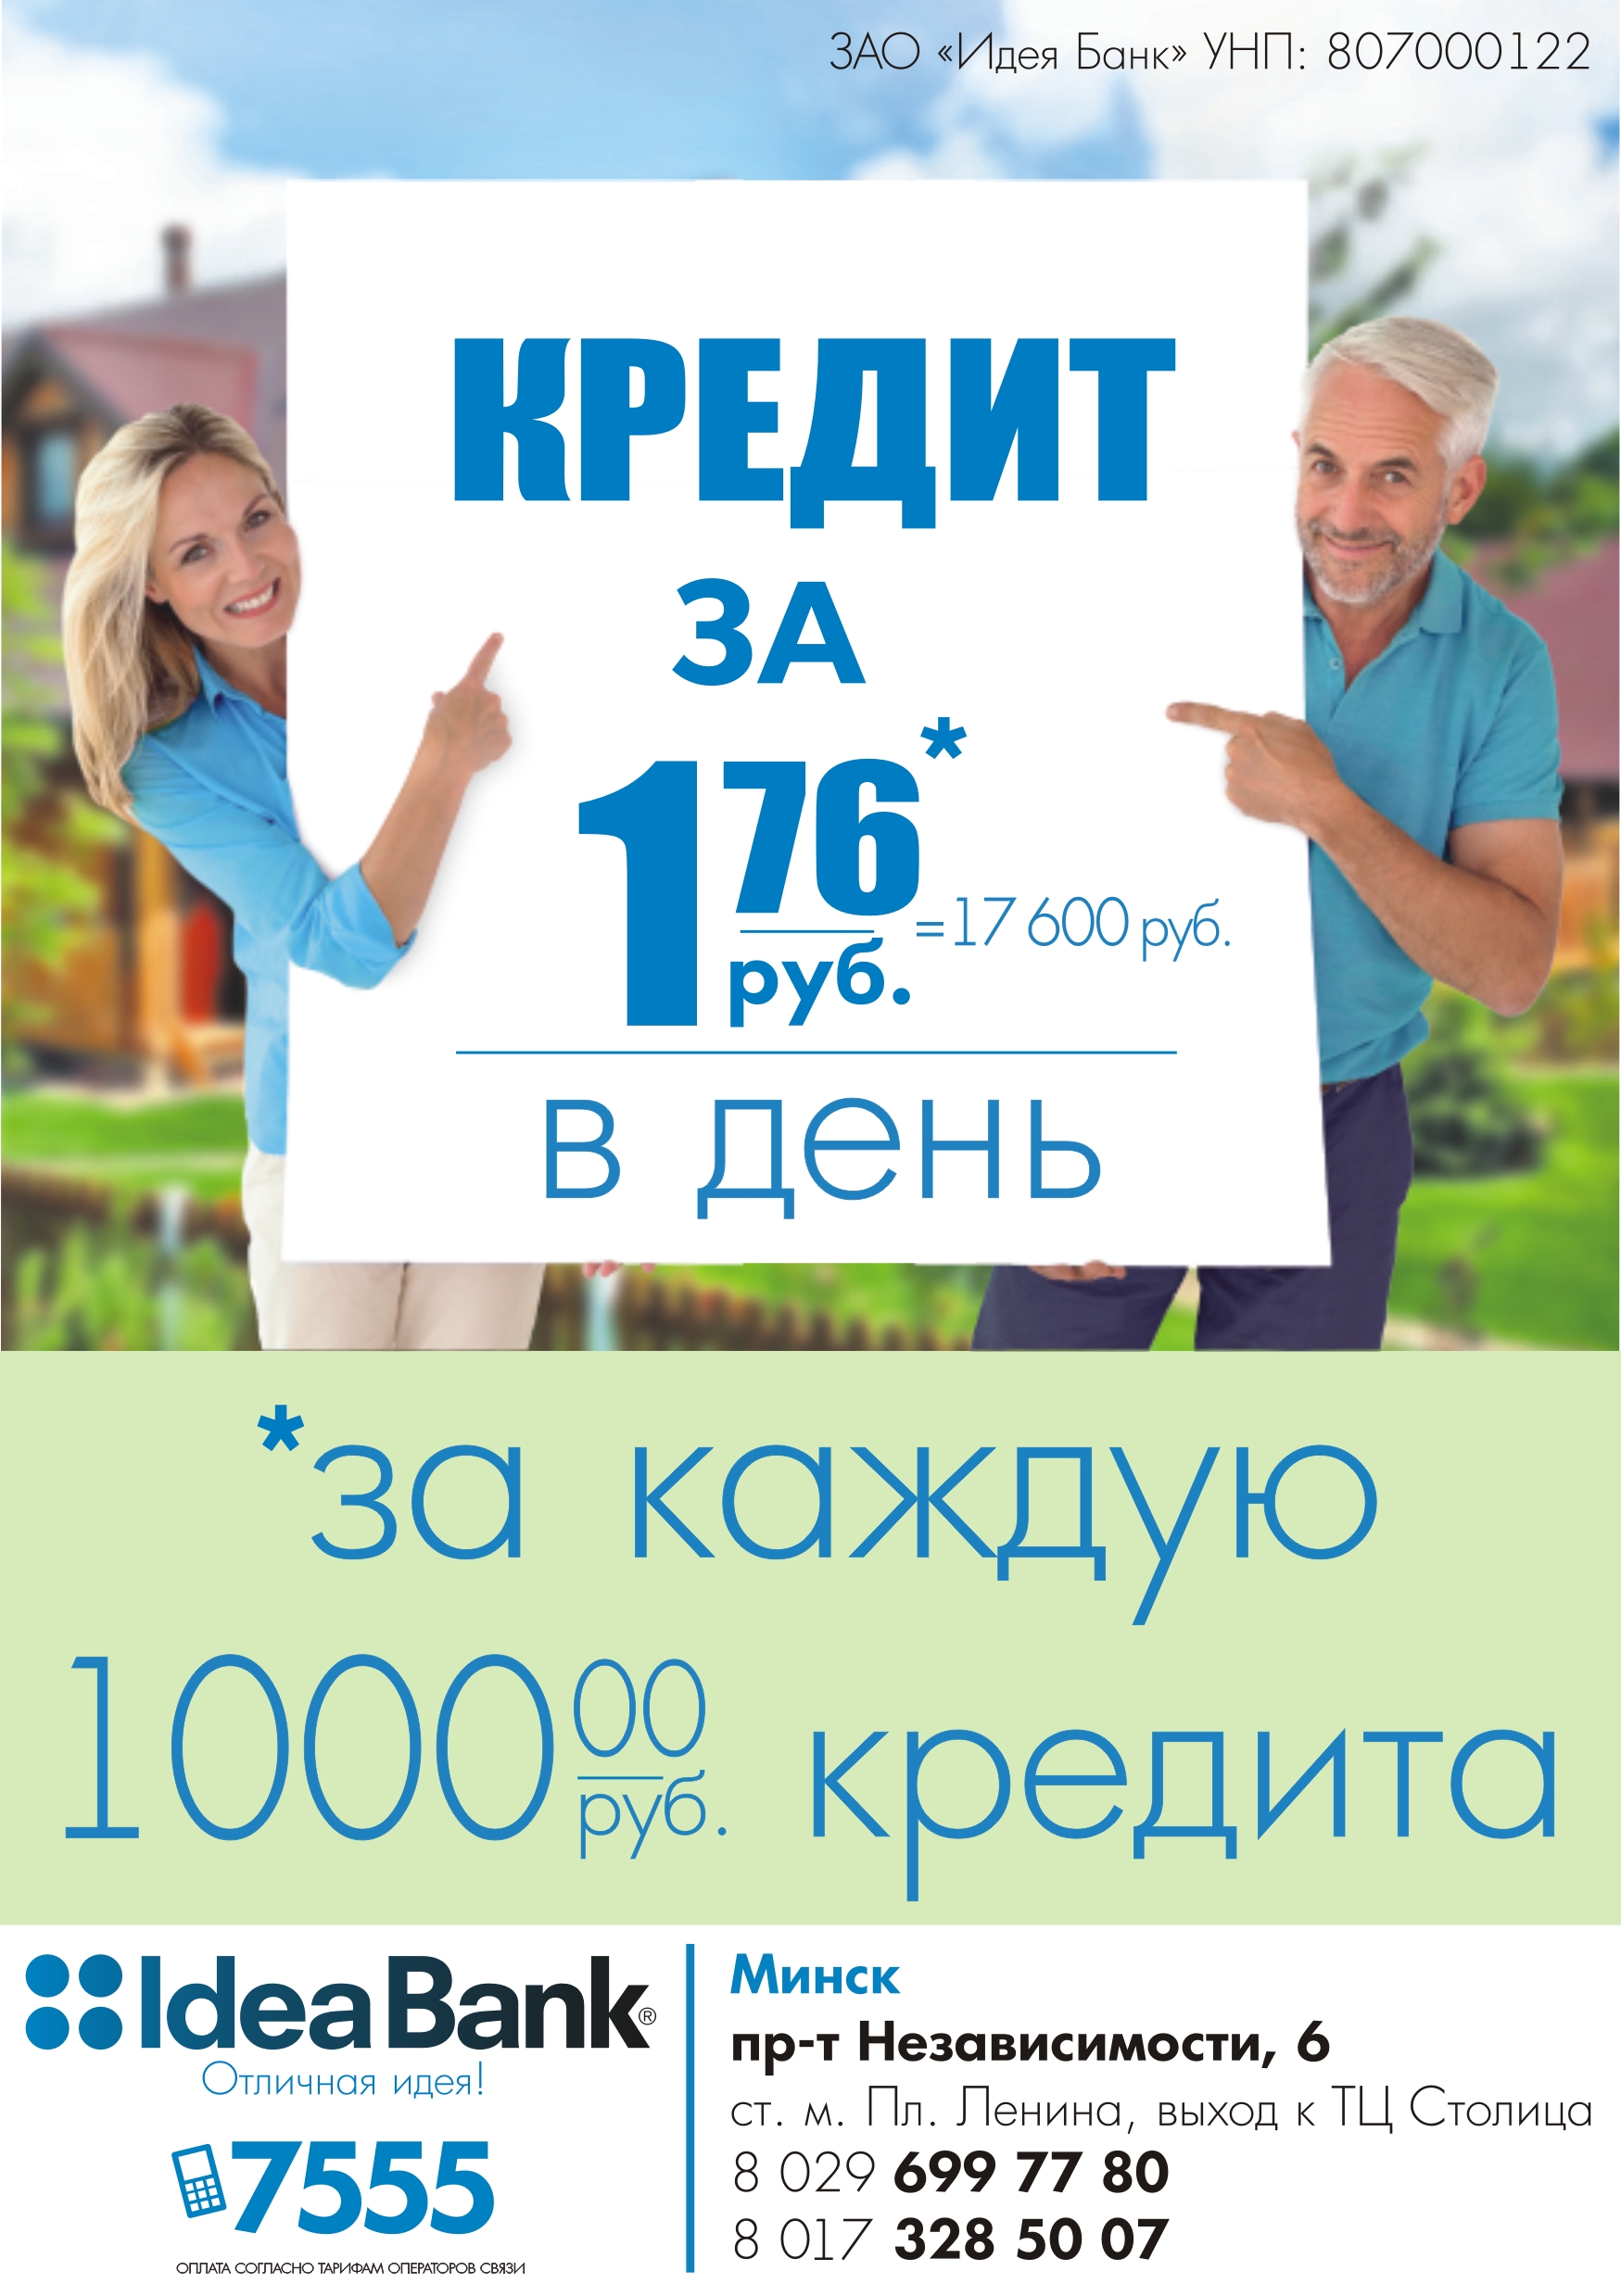 ЗАО «Идея Банк» УНП: 807000122
КРЕДИТ
ЗА
1 76*
руб. =17 600 руб.
в день
*за каждую
1000 00 руб. кредита
IdeaBank®
Отличная идея!
7555
ОПЛАТА СОГЛАСНО ТАРИФАМ ОПЕРАТОРОВ СВЯЗИ
Минск
пр-т Независимости, 6
ст. м. Пл. Ленина, выход к ТЦ Столица
8 029 699 77 80
8 017 328 50 07